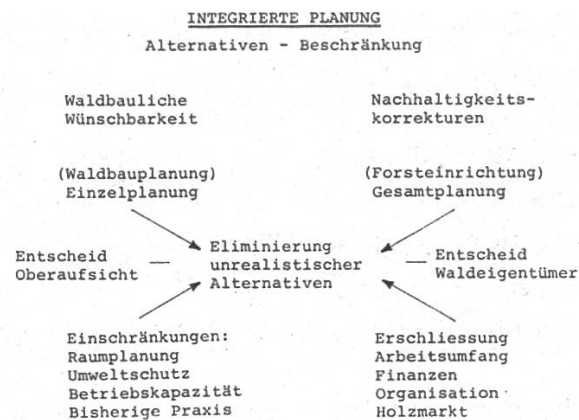 INTEGRIERTE PLANUNG
Alternativen - Beschränkung
Waldbauliche
Wünschbarkeit
Nachhaltigkeits-
korrekturen
(Waldbauplanung)
Einzelplanung
(Forsteinrichtung)
Gesamtplanung
Entscheid
Oberaufsicht
Eliminierung
unrealistischer
Alternativen
Entscheid
Waldeigentümer
Einschränkungen:
Raumplanung
Umweltschutz
Betriebskapazität
Bisherige Praxis
Erschliessung
Arbeitsumfang
Finanzen
Organisation
Holzmarkt